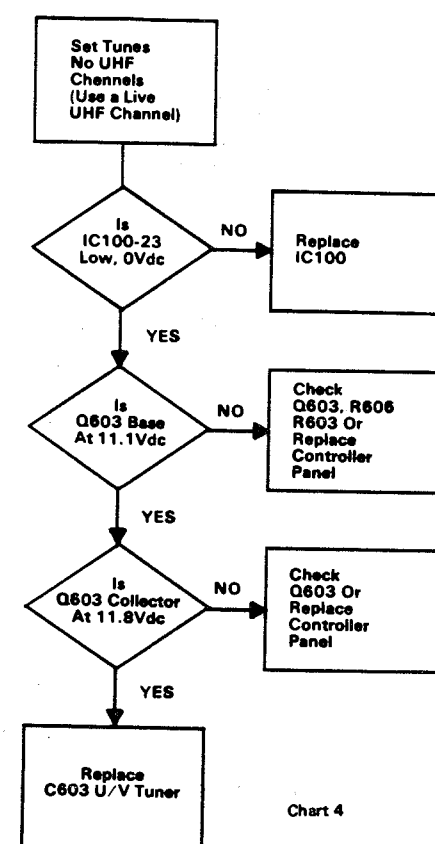 Set Tunes
No UHF
Channels
(Use a Live
UHF Channel)
Is
IC100-23
Low, 0Vdc
NO
Replace
IC100
YES
Is
Q603 Base
At 11.1Vdc
NO
Check
Q603, R606
R603 Or
Replace
Controller
Panel
YES
Is
Q603 Collector
At 11.8Vdc
NO
Check
Q603 Or
Replace
Controller
Panel
YES
Replace
C603 U/V Tuner
Chart 4